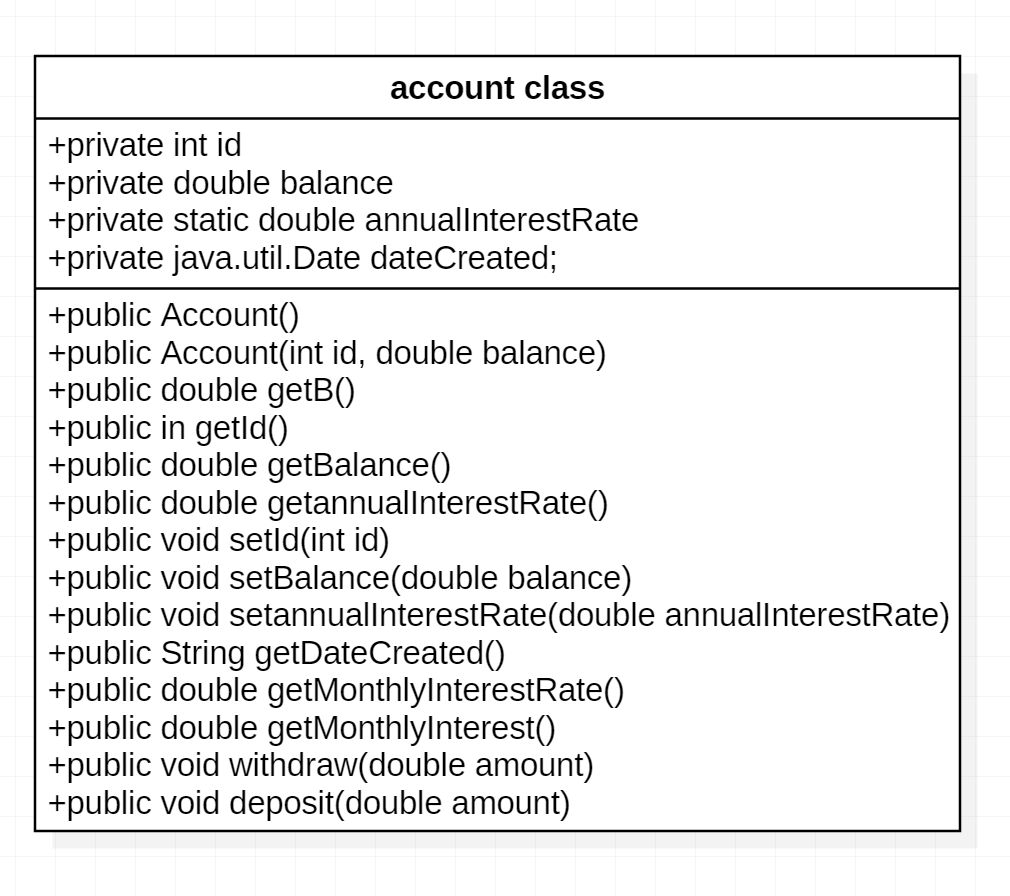 account class
+private int id
+private double balance
+private static double annualInterestRate
+private java.util.Date dateCreated;
+public Account()
+public Account(int id, double balance)
+public double getB()
+public in getId()
+public double getBalance()
+public double getannualInterestRate()
+public void setId(int id)
+public void setBalance(double balance)
+public void setannualInterestRate(double annualInterestRate)
+public String getDateCreated()
+public double getMonthlyInterestRate()
+public double getMonthlyInterest()
+public void withdraw(double amount)
+public void deposit(double amount)